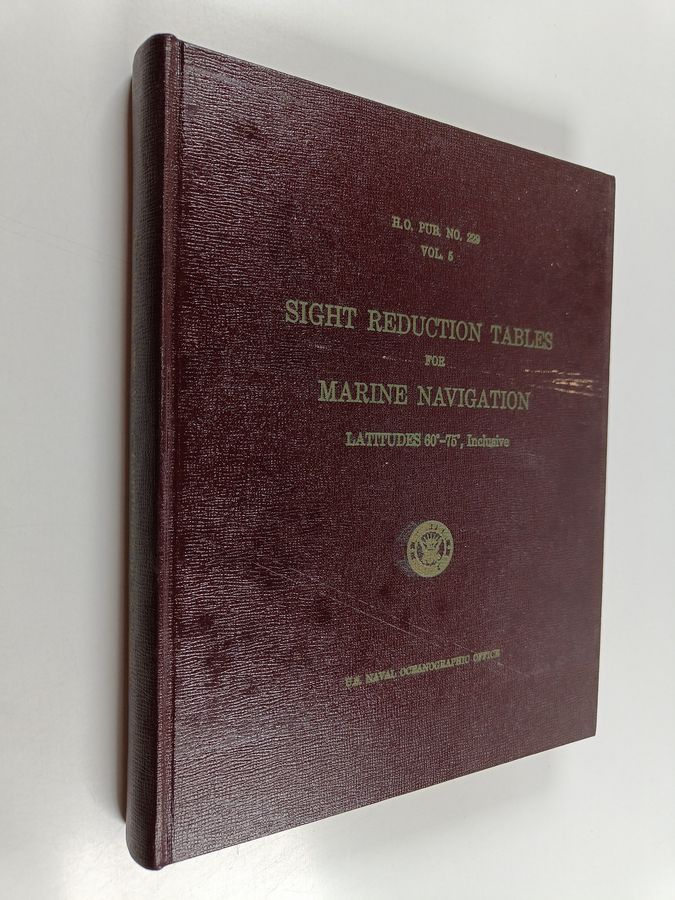 H.O. PUB. NO. 229
VOL. 5
SIGHT REDUCTION TABLES
FOR
MARINE NAVIGATION
LATITUDES 60°–75°, Inclusive
U.S. NAVAL OCEANOGRAPHIC OFFICE